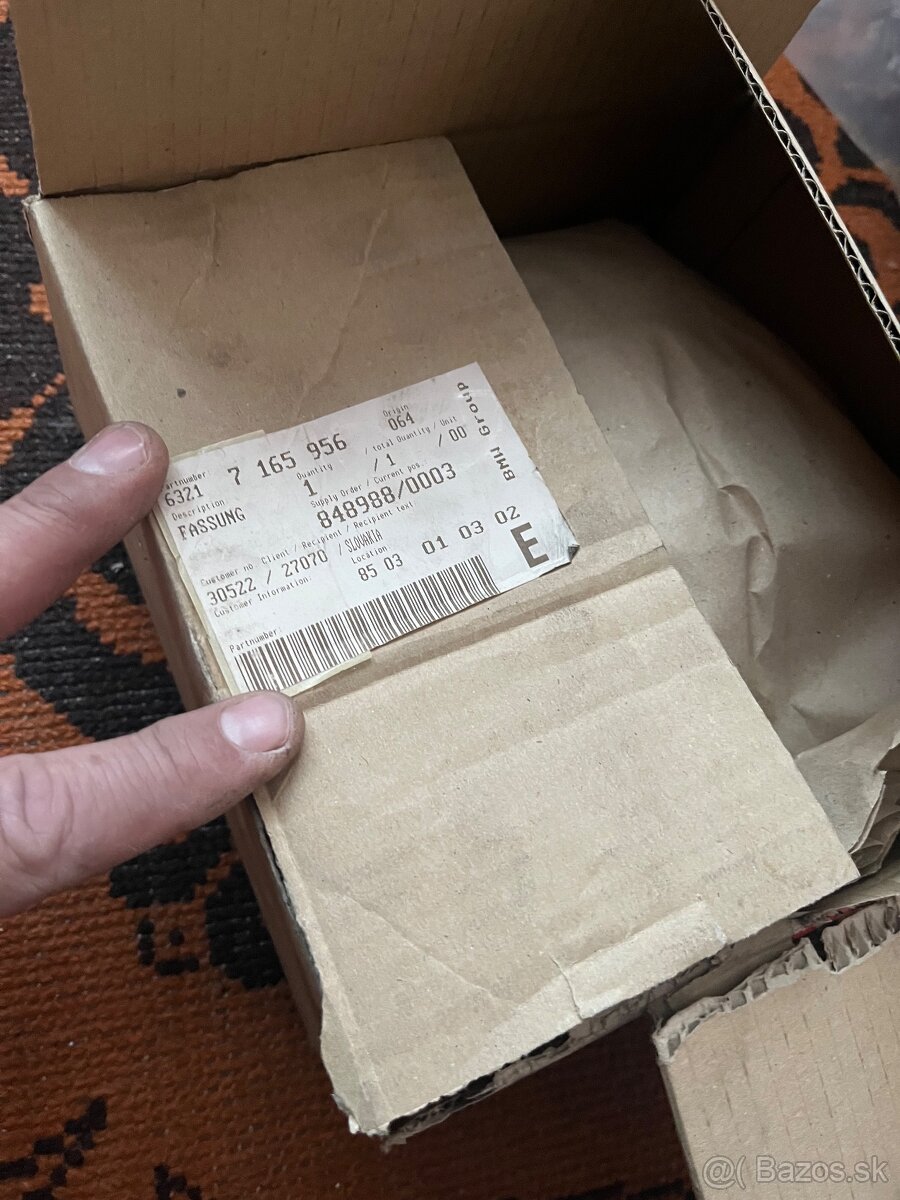 Partnumber: Origin
6321 7 165 956 064
Description Quantity / total Quantity / Unit
FASSUNG 1 / 1 / 00
Supply Order / Current pos.
848988/0003
Customer no Client / Recipient / Recipient text
30522 / 27070 / SLOVAKIA
Customer Information: Location
85 03 01 03 02
E
BMW Group
Partnumber:
@( Bazos.sk